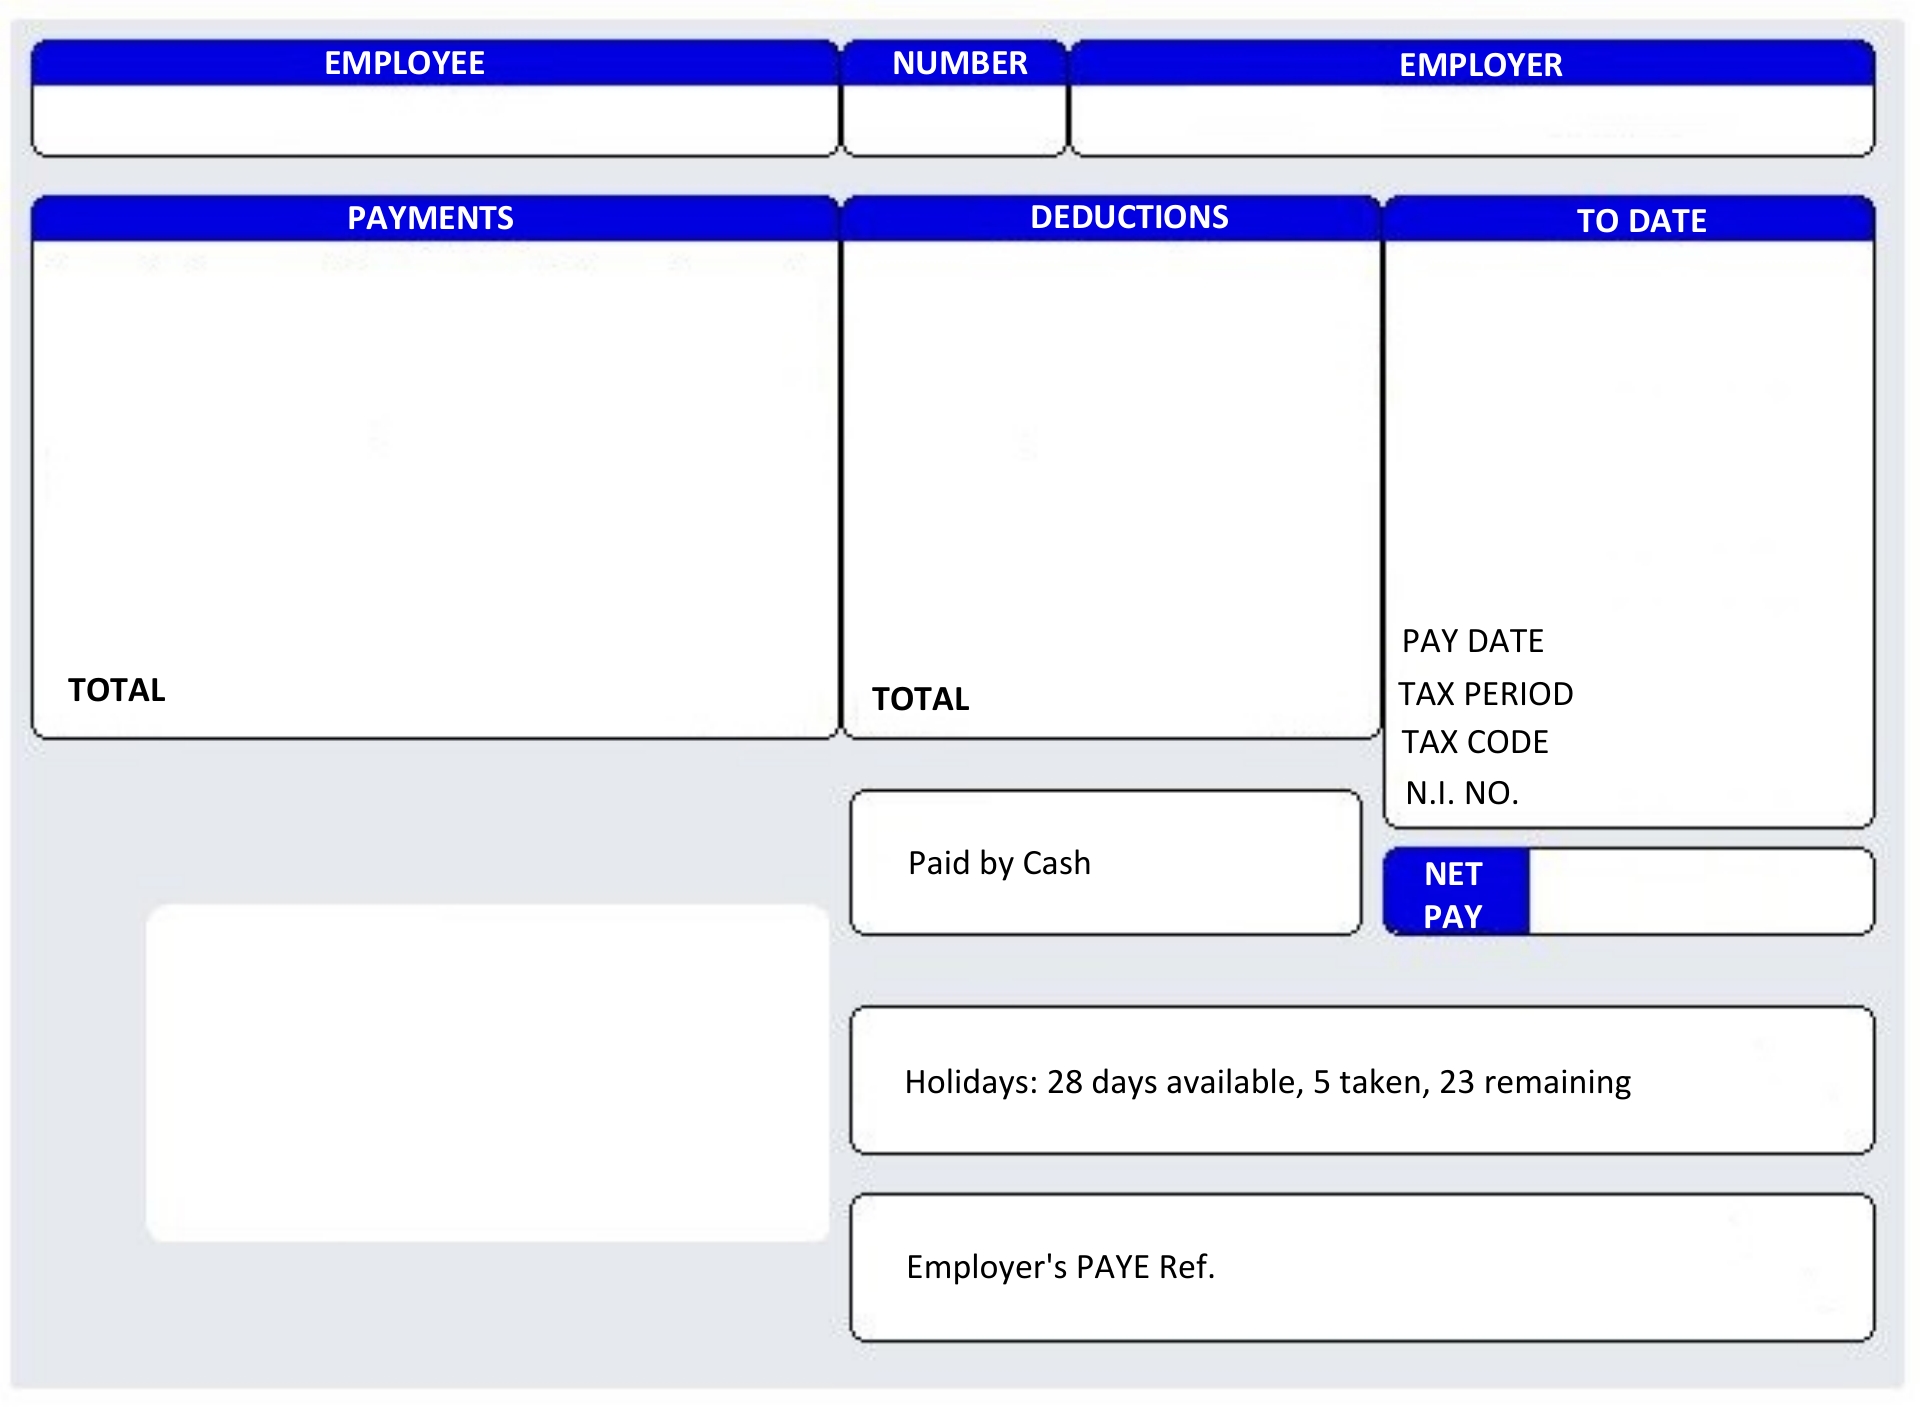 EMPLOYEE
NUMBER
EMPLOYER
PAYMENTS
DEDUCTIONS
TO DATE
TOTAL
TOTAL
PAY DATE
TAX PERIOD
TAX CODE
N.I. NO.
Paid by Cash
NET
PAY
Holidays: 28 days available, 5 taken, 23 remaining
Employer's PAYE Ref.